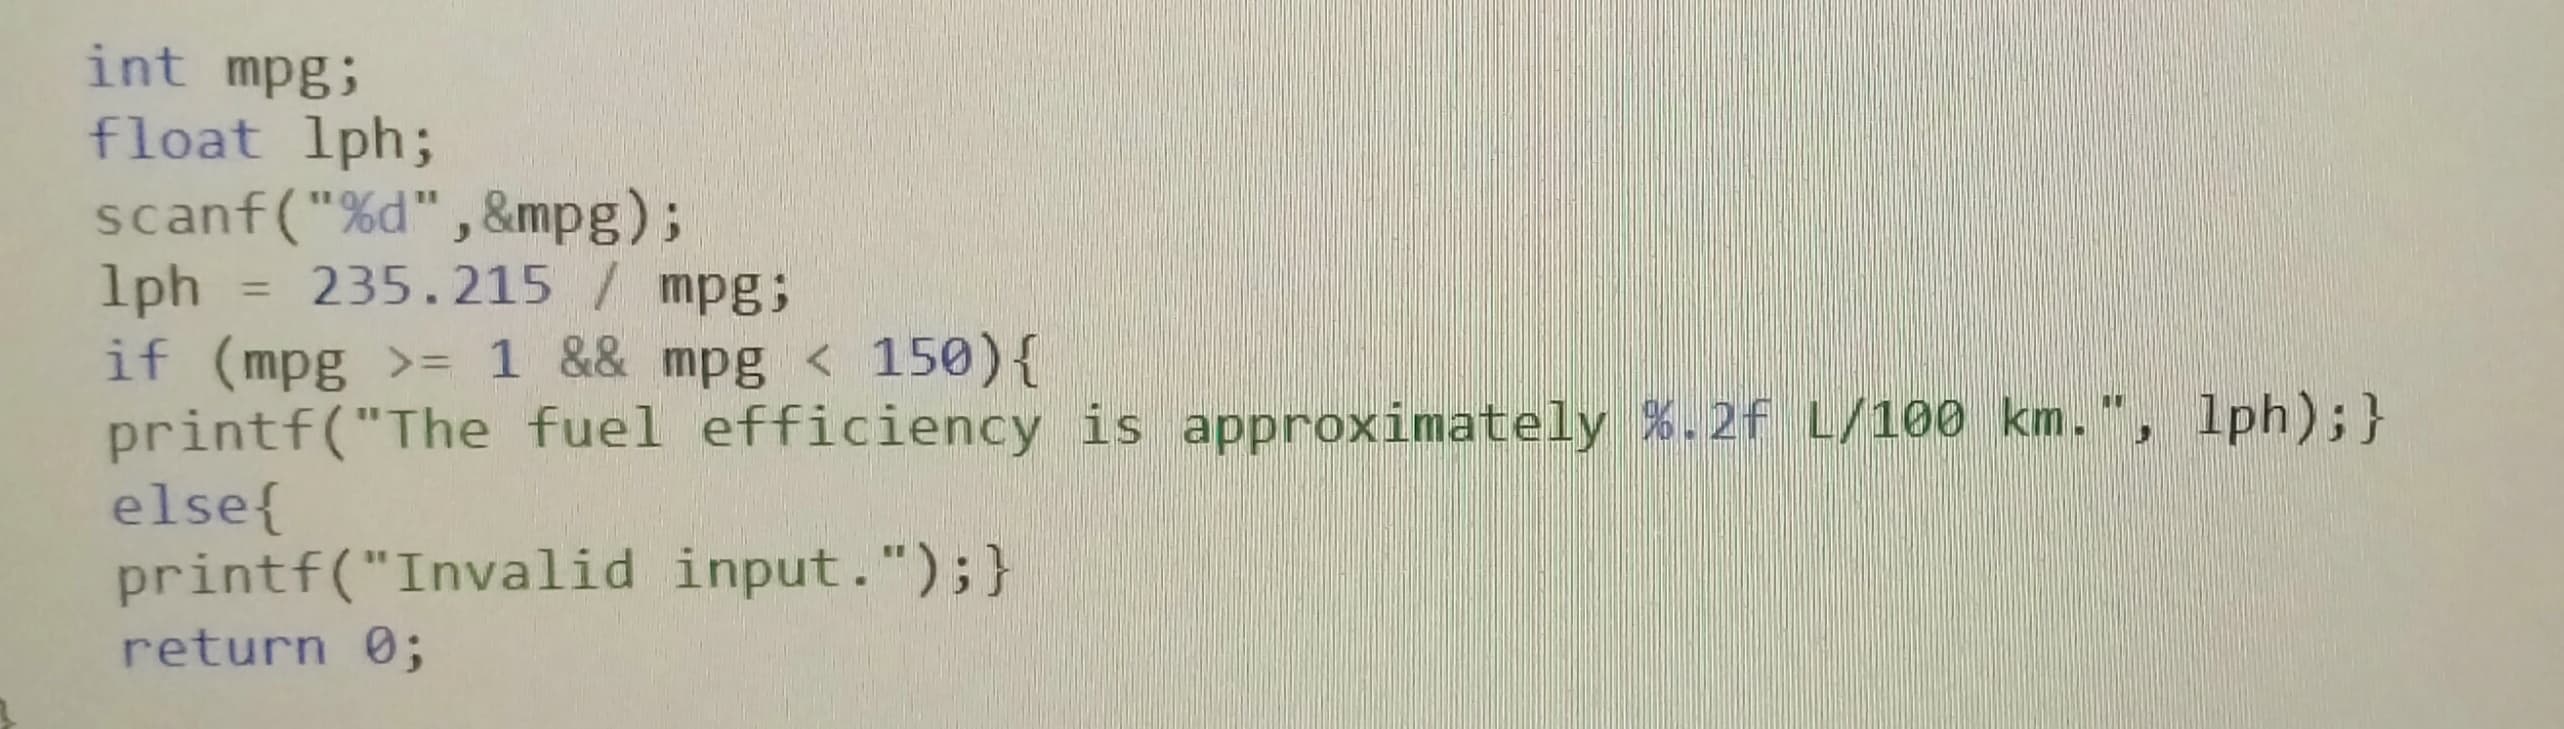 int mpg;
float lph;
scanf("%d",&mpg);
lph = 235.215 / mpg;
if (mpg >= 1 && mpg < 150){
printf("The fuel efficiency is approximately %.2f L/100 km.", lph);}
else{
printf("Invalid input.");}
return 0;
}